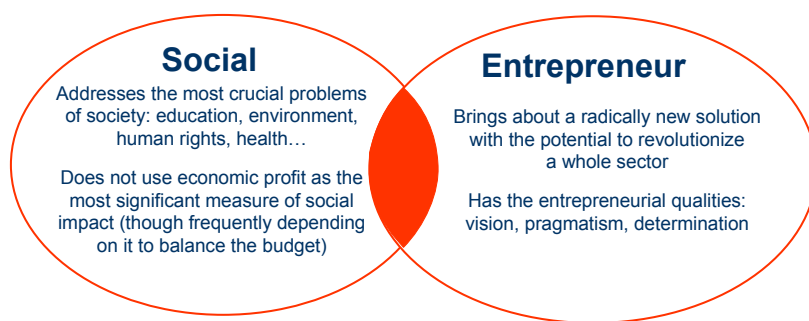 Social
Addresses the most crucial problems
of society: education, environment,
human rights, health…
Does not use economic profit as the
most significant measure of social
impact (though frequently depending
on it to balance the budget)
Entrepreneur
Brings about a radically new solution
with the potential to revolutionize
a whole sector
Has the entrepreneurial qualities:
vision, pragmatism, determination